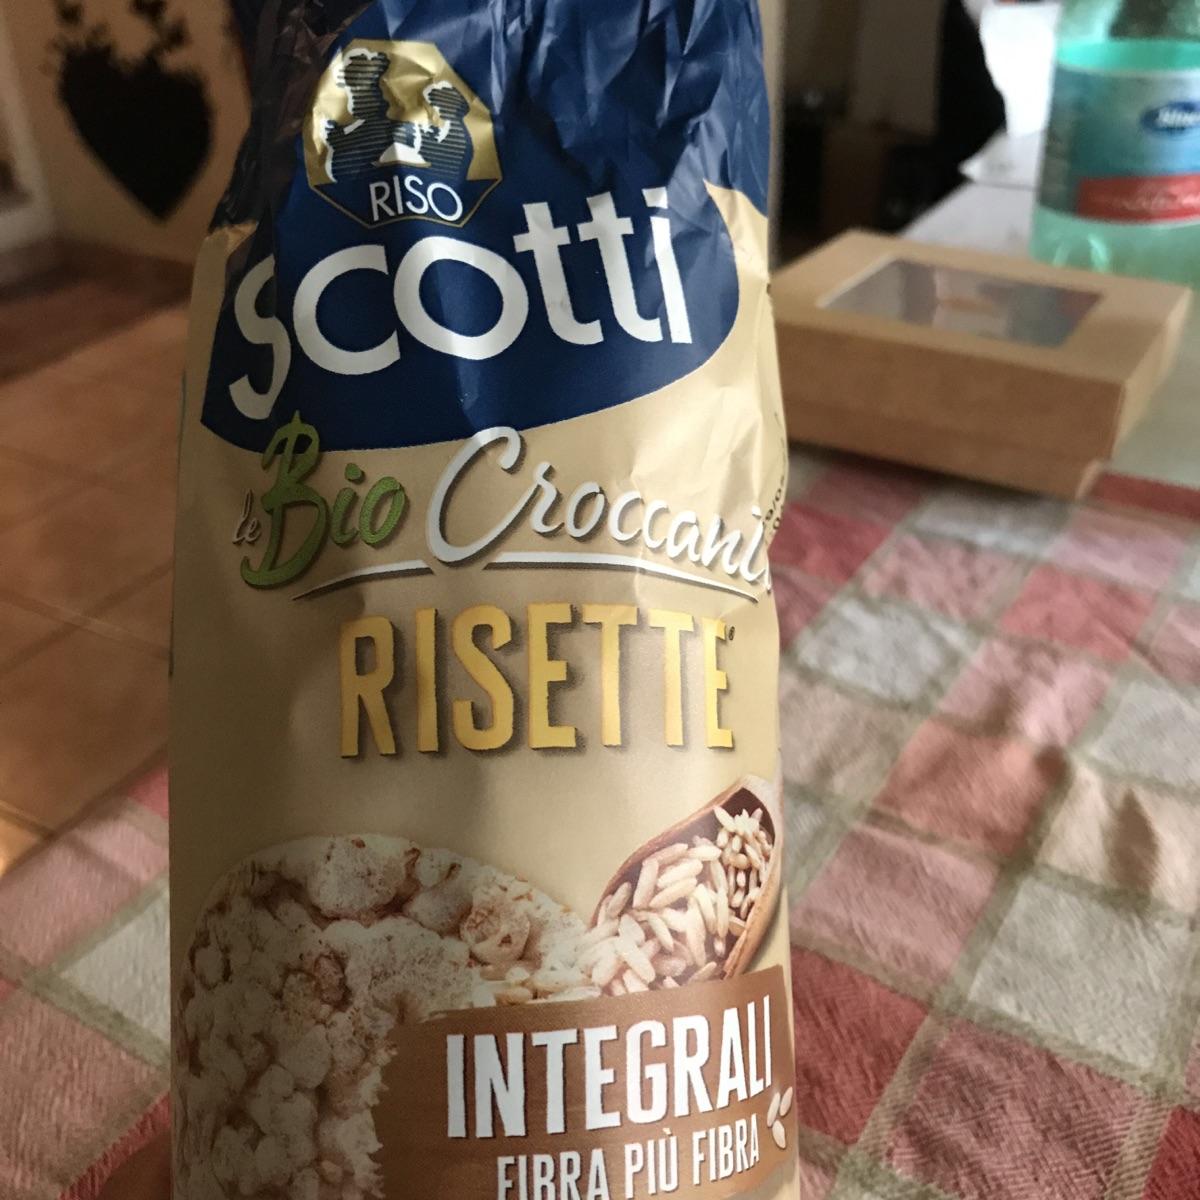 RISO
Scotti
le Bio Croccanti
RISETTE®
INTEGRALI
FIBRA PIÙ FIBRA